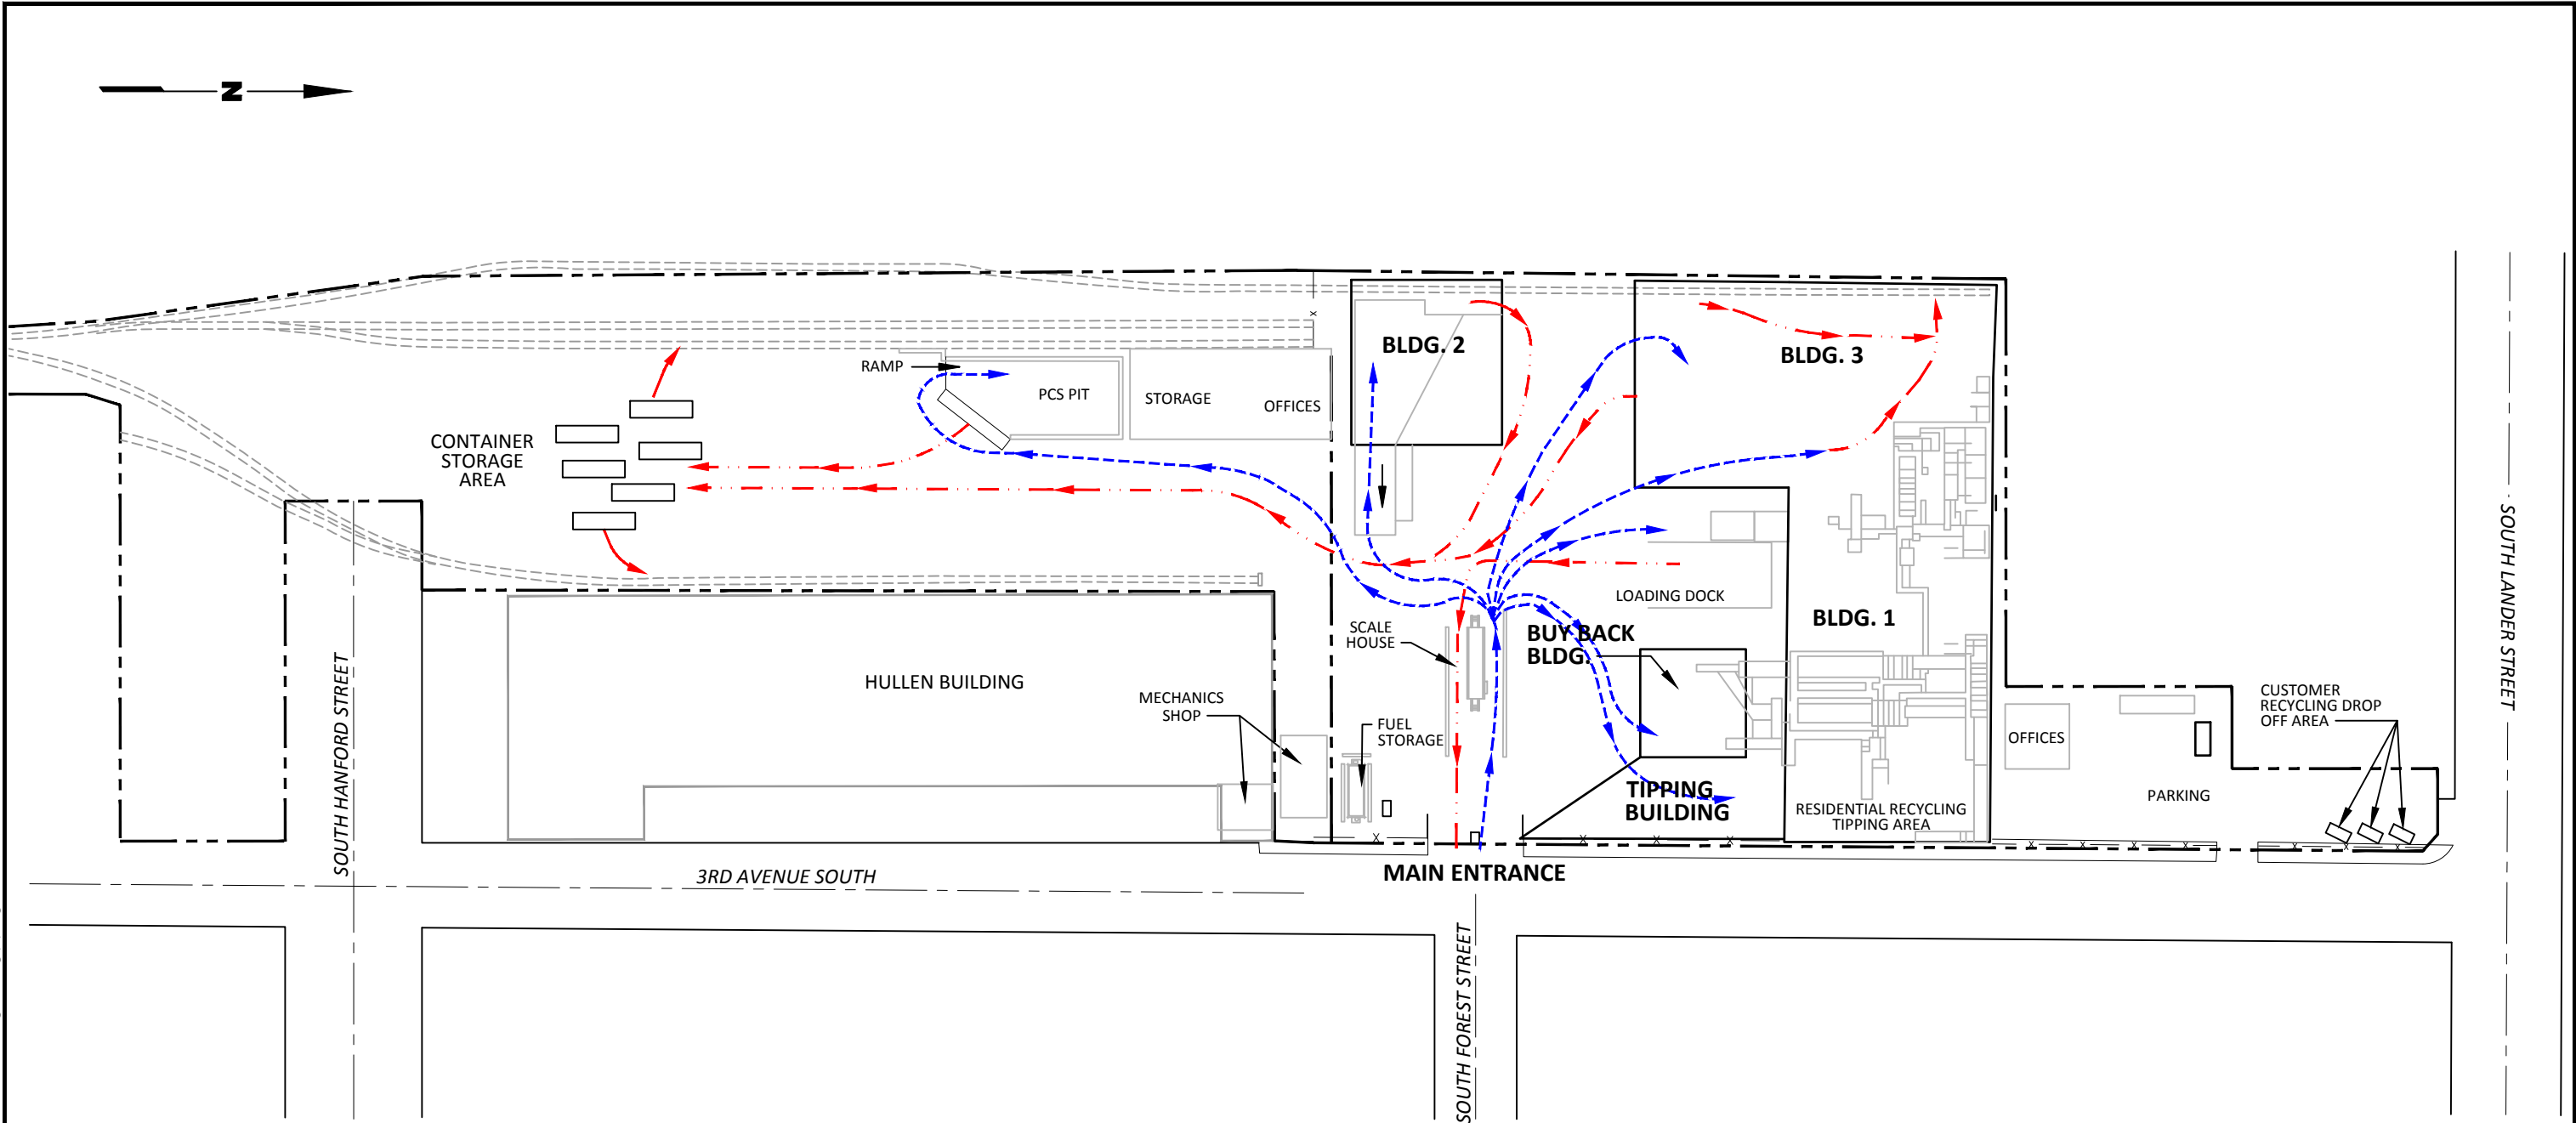 N
BLDG. 2
BLDG. 3
RAMP
PCS PIT
STORAGE
OFFICES
CONTAINER
STORAGE
AREA
LOADING DOCK
BLDG. 1
SCALE
HOUSE
BUY BACK
BLDG.
HULLEN BUILDING
MECHANICS
SHOP
FUEL
STORAGE
TIPPING
BUILDING
RESIDENTIAL RECYCLING
TIPPING AREA
OFFICES
PARKING
CUSTOMER
RECYCLING DROP
OFF AREA
SOUTH HANFORD STREET
SOUTH LANDER STREET
3RD AVENUE SOUTH
MAIN ENTRANCE
SOUTH FOREST STREET